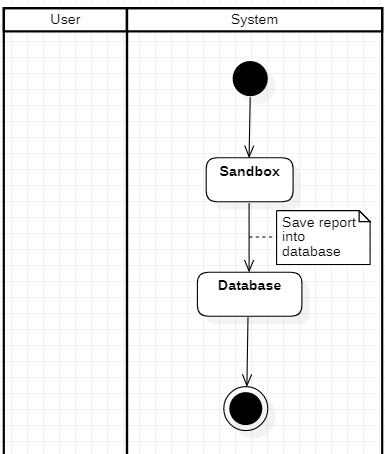 User
System
Sandbox
Save report
into
database
Database